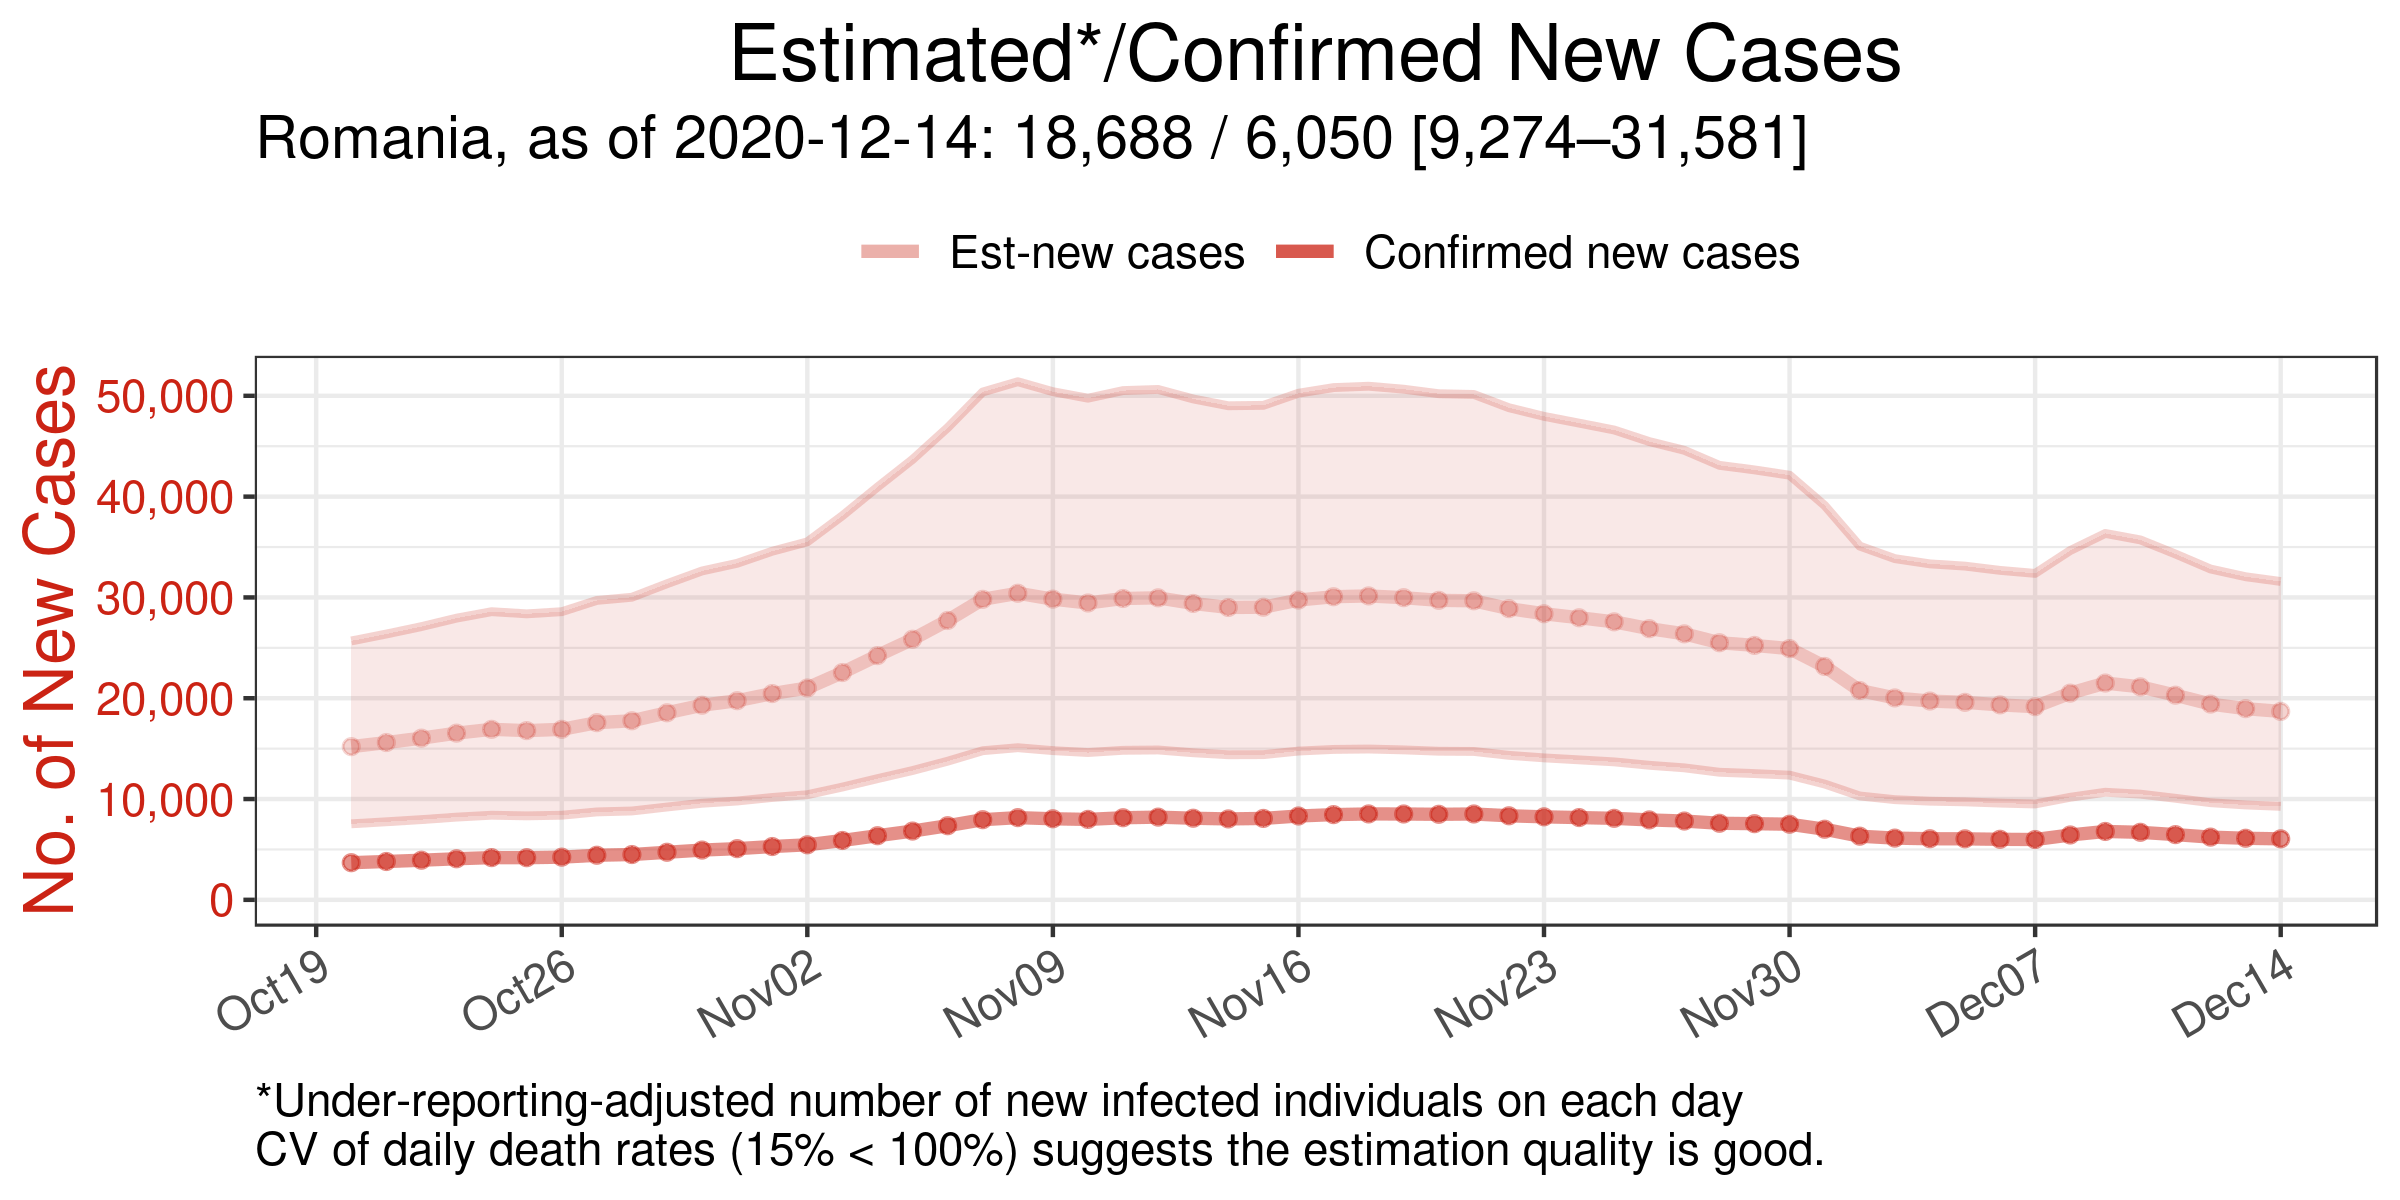 Estimated*/Confirmed New Cases
Romania, as of 2020-12-14: 18,688 / 6,050 [9,274–31,581]
Est-new cases Confirmed new cases
No. of New Cases
50,000
40,000
30,000
20,000
10,000
0
Oct19 Oct26 Nov02 Nov09 Nov16 Nov23 Nov30 Dec07 Dec14
*Under-reporting-adjusted number of new infected individuals on each day
CV of daily death rates (15% < 100%) suggests the estimation quality is good.